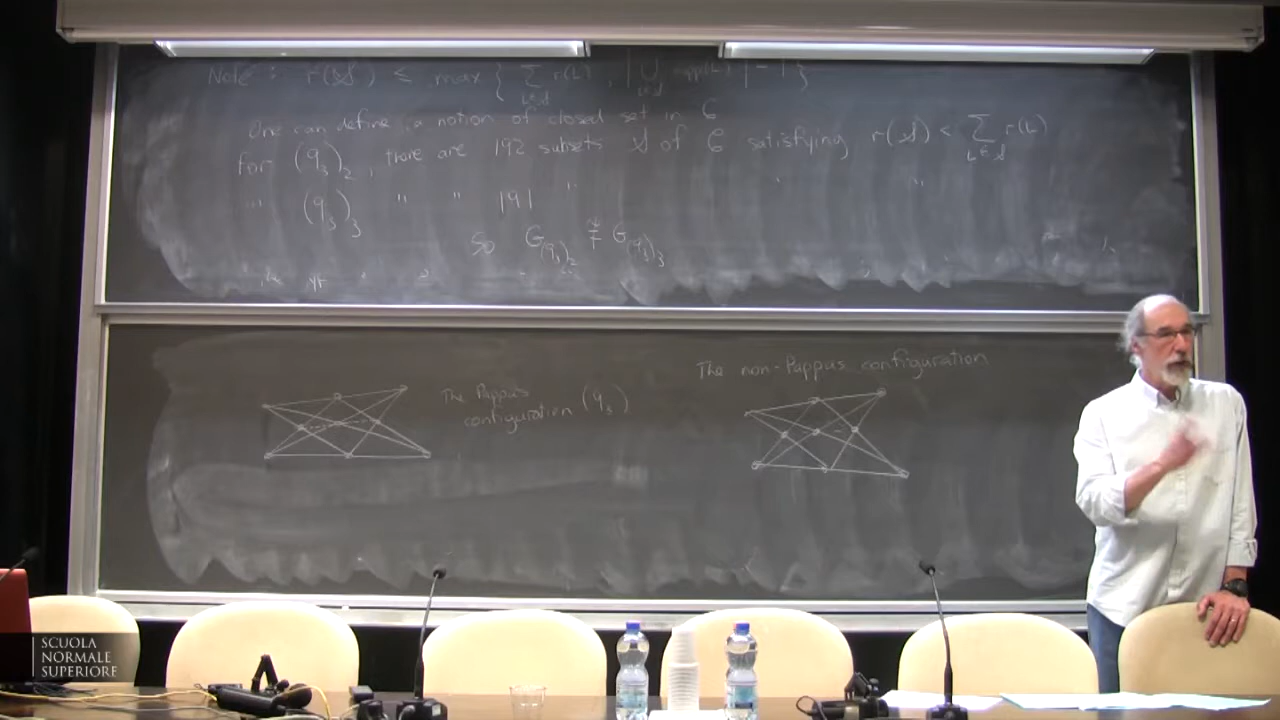 Note : r(𝒮) ≤ max { Σ r(L) , | ∪ supp(L) | - 1 }
L∈𝒮 L∈𝒮
One can define a notion of closed set in 𝒞
for (9₃)₂ , there are 192 subsets 𝒮 of 𝒞 satisfying r(𝒮) < Σ r(L)
L∈𝒮
" (9₃)₃ " " 191 " " "
So G(9₃)₂ ≇ G(9₃)₃
The Pappus
configuration (9₃)
The non-Pappus configuration
SCUOLA
NORMALE
SUPERIORE